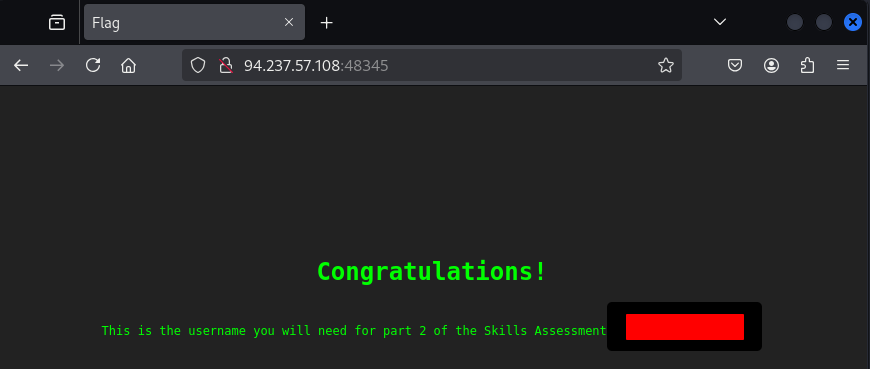 Flag
94.237.57.108:48345
Congratulations!
This is the username you will need for part 2 of the Skills Assessment